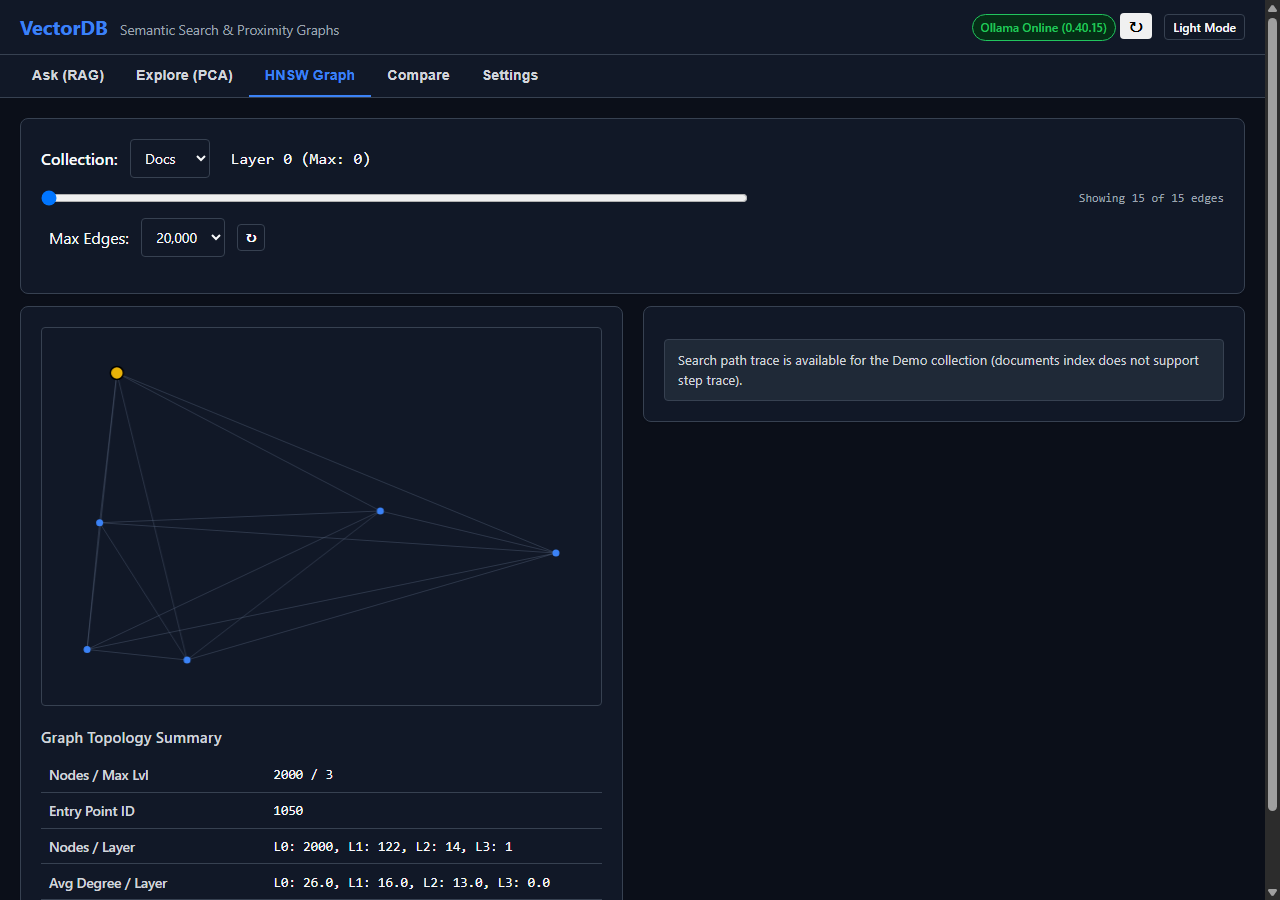 VectorDB Semantic Search & Proximity Graphs
Ollama Online (0.40.15) ↻ Light Mode
Ask (RAG) Explore (PCA) HNSW Graph Compare Settings
Collection: Docs Layer 0 (Max: 0)
Showing 15 of 15 edges
Max Edges: 20,000 ↻
Search path trace is available for the Demo collection (documents index does not support
step trace).
Graph Topology Summary
Nodes / Max Lvl 2000 / 3
Entry Point ID 1050
Nodes / Layer L0: 2000, L1: 122, L2: 14, L3: 1
Avg Degree / Layer L0: 26.0, L1: 16.0, L2: 13.0, L3: 0.0